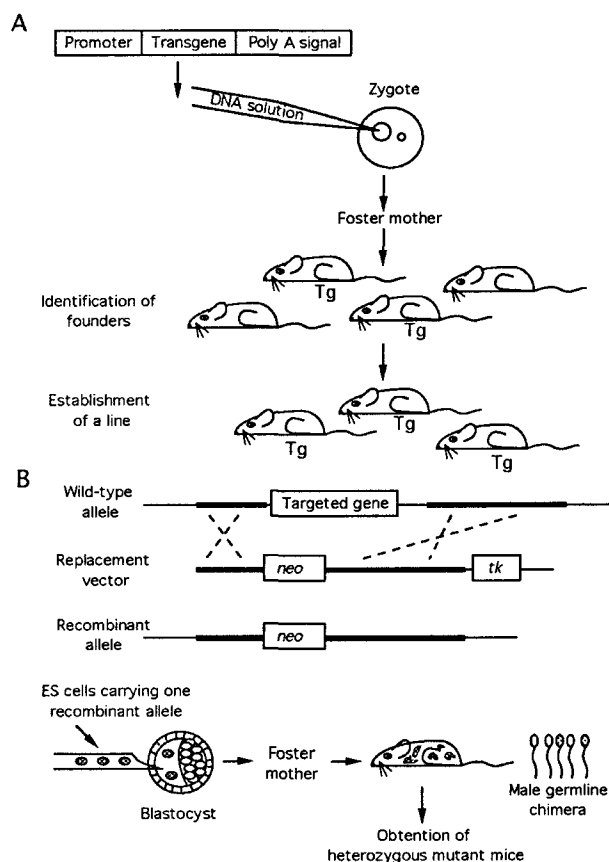 A
Promoter Transgene Poly A signal
DNA solution
Zygote
Foster mother
Tg
Identification of
founders
Tg
Establishment
of a line
Tg
Tg
Tg
B
Wild-type
allele
Targeted gene
Replacement
vector
neo
tk
Recombinant
allele
neo
ES cells carrying one
recombinant allele
Blastocyst
Foster
mother
Male germline
chimera
Obtention of
heterozygous mutant mice